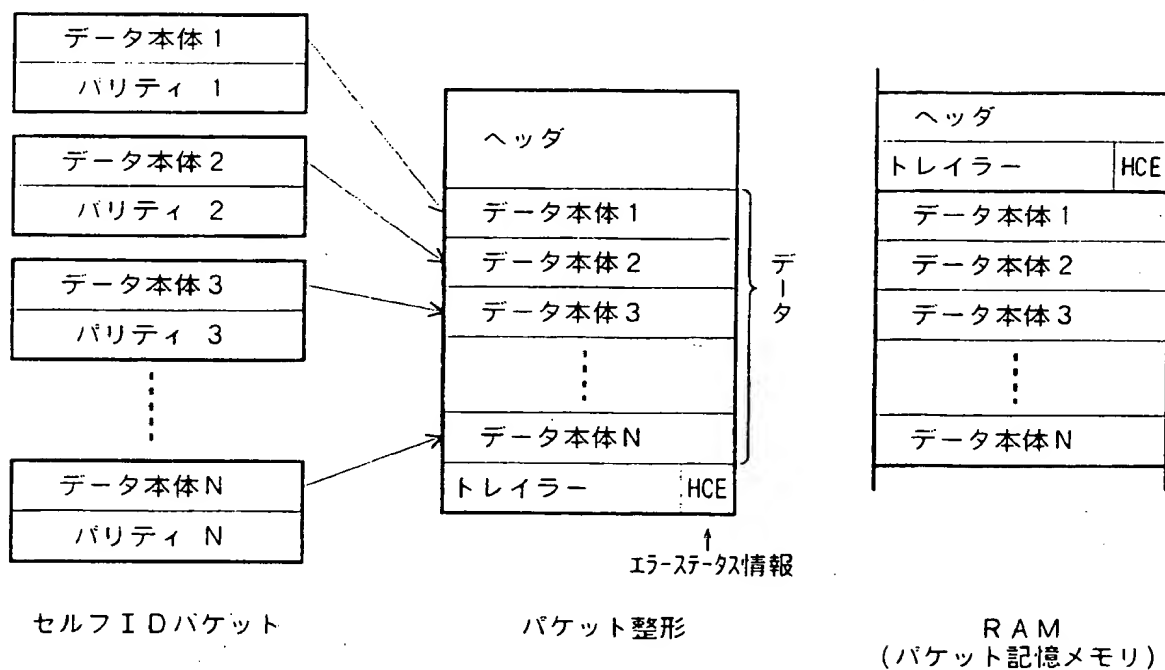 データ本体1
パリティ 1
データ本体2
パリティ 2
データ本体3
パリティ 3
データ本体N
パリティ N
セルフIDパケット
ヘッダ
データ本体1
データ本体2
データ本体3
データ本体N
トレイラー HCE
データ
エラーステータス情報
パケット整形
ヘッダ
トレイラー HCE
データ本体1
データ本体2
データ本体3
データ本体N
RAM
(パケット記憶メモリ)